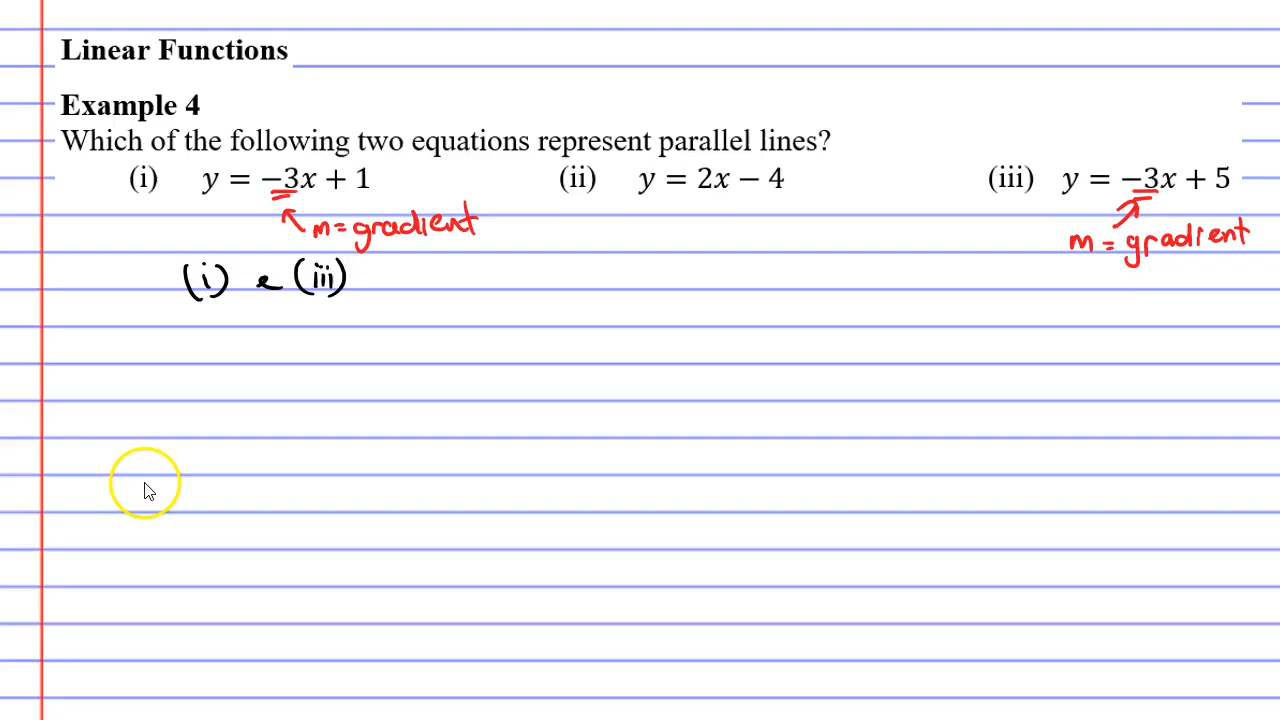 Linear Functions
Example 4
Which of the following two equations represent parallel lines?
(i) y = −3x + 1 (ii) y = 2x − 4 (iii) y = −3x + 5
m = gradient m = gradient
(i) e (iii)